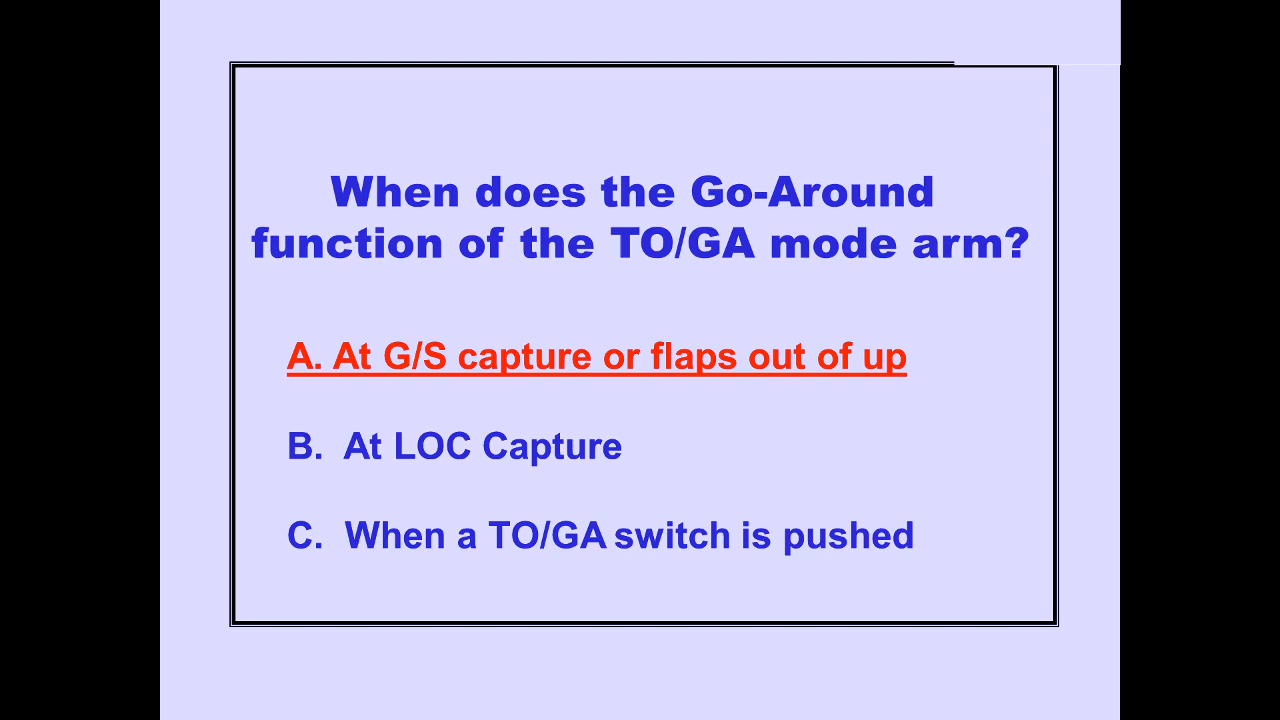 When does the Go-Around
function of the TO/GA mode arm?
A. At G/S capture or flaps out of up
B. At LOC Capture
C. When a TO/GA switch is pushed